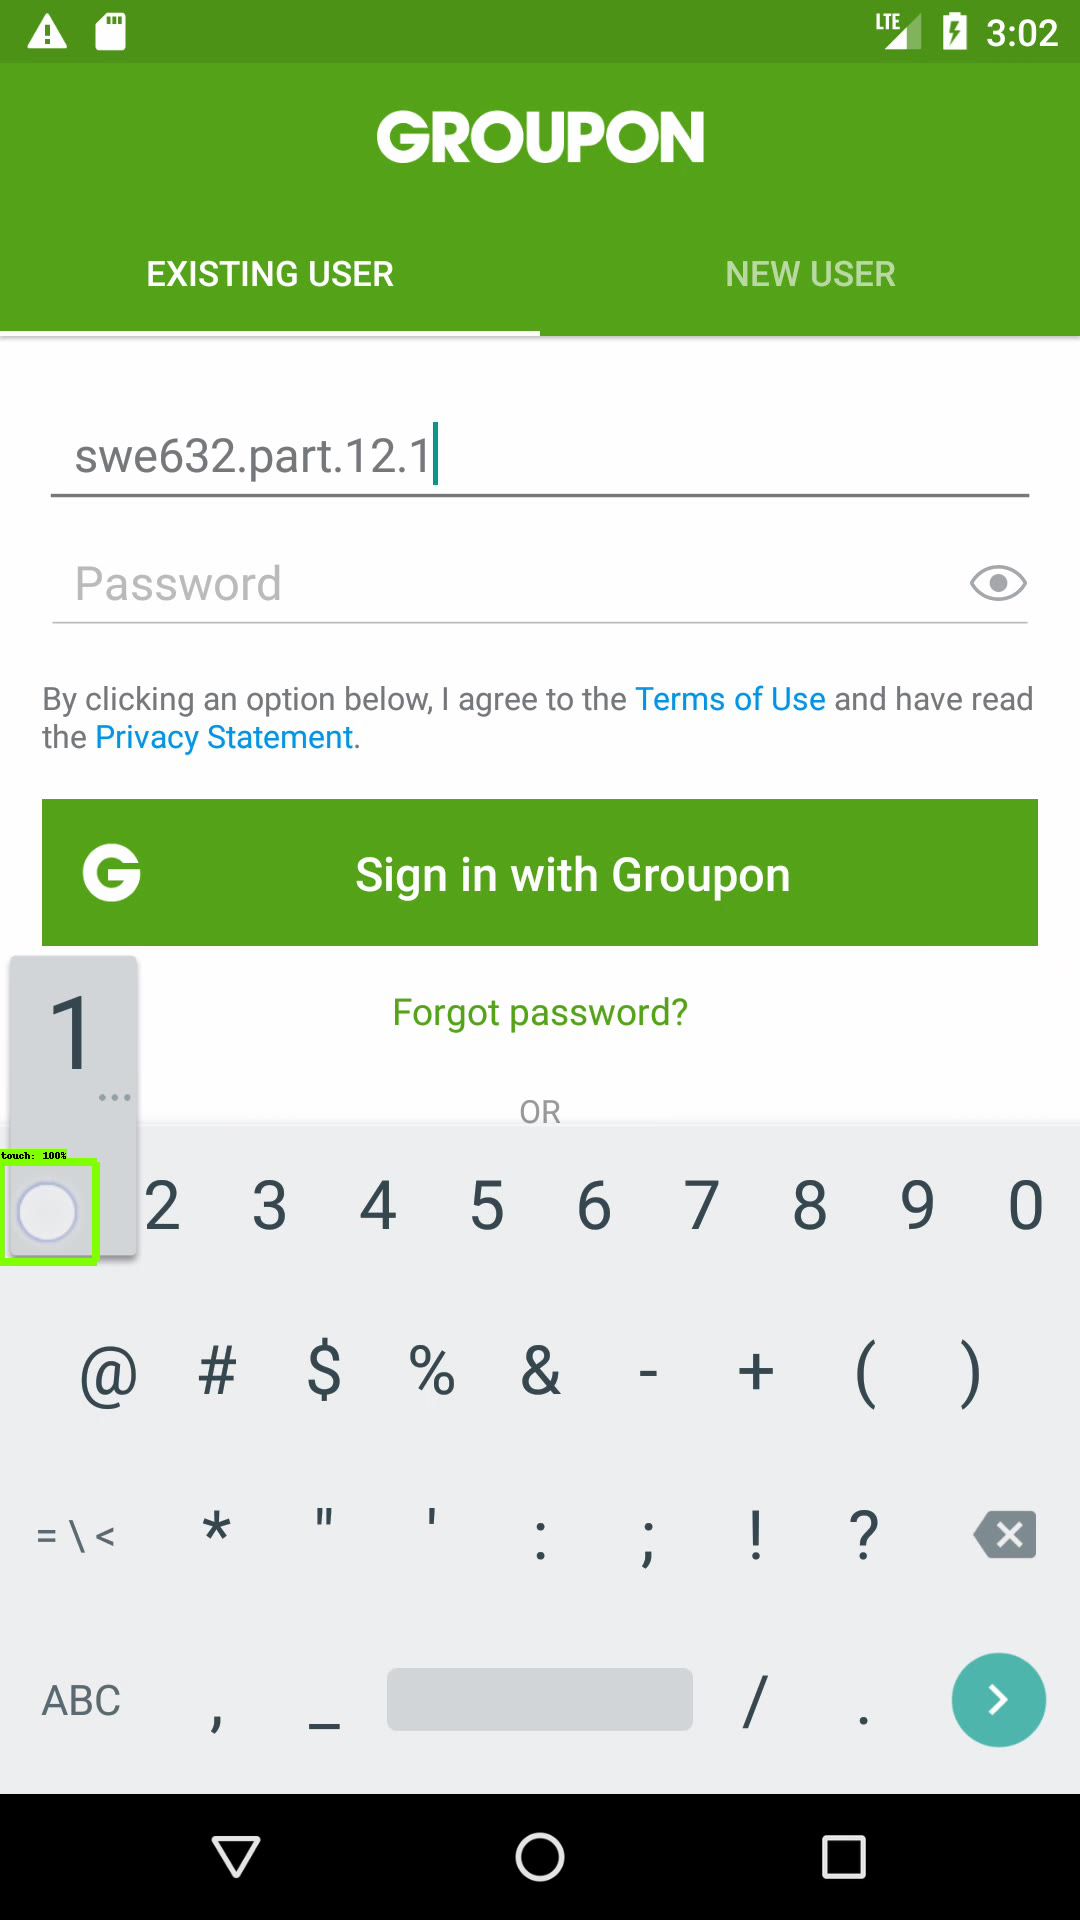 LTE 3:02
GROUPON
EXISTING USER NEW USER
swe632.part.12.1
Password
By clicking an option below, I agree to the Terms of Use and have read
the Privacy Statement.
G Sign in with Groupon
Forgot password?
OR
1
...
touch: 100%
2 3 4 5 6 7 8 9 0
@ # $ % & - + ( )
= \ < * " ' : ; ! ?
ABC , _ / .